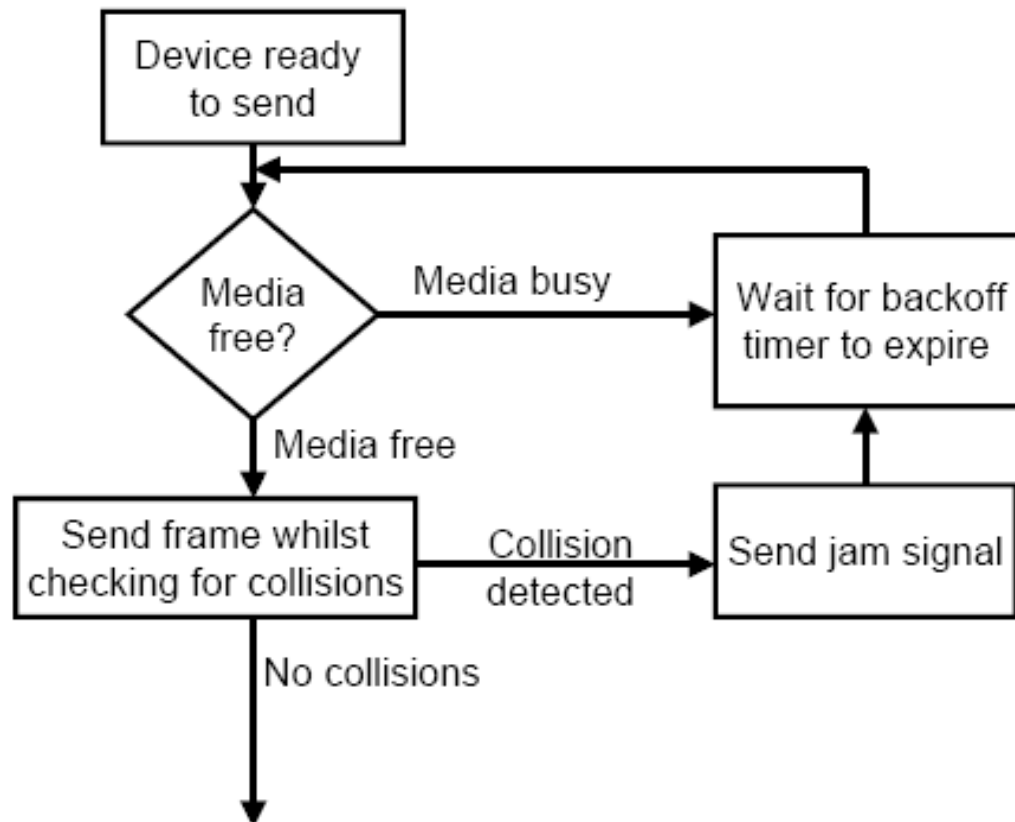 Device ready
to send
Media
free?
Media busy
Wait for backoff
timer to expire
Media free
Send frame whilst
checking for collisions
Collision
detected
Send jam signal
No collisions